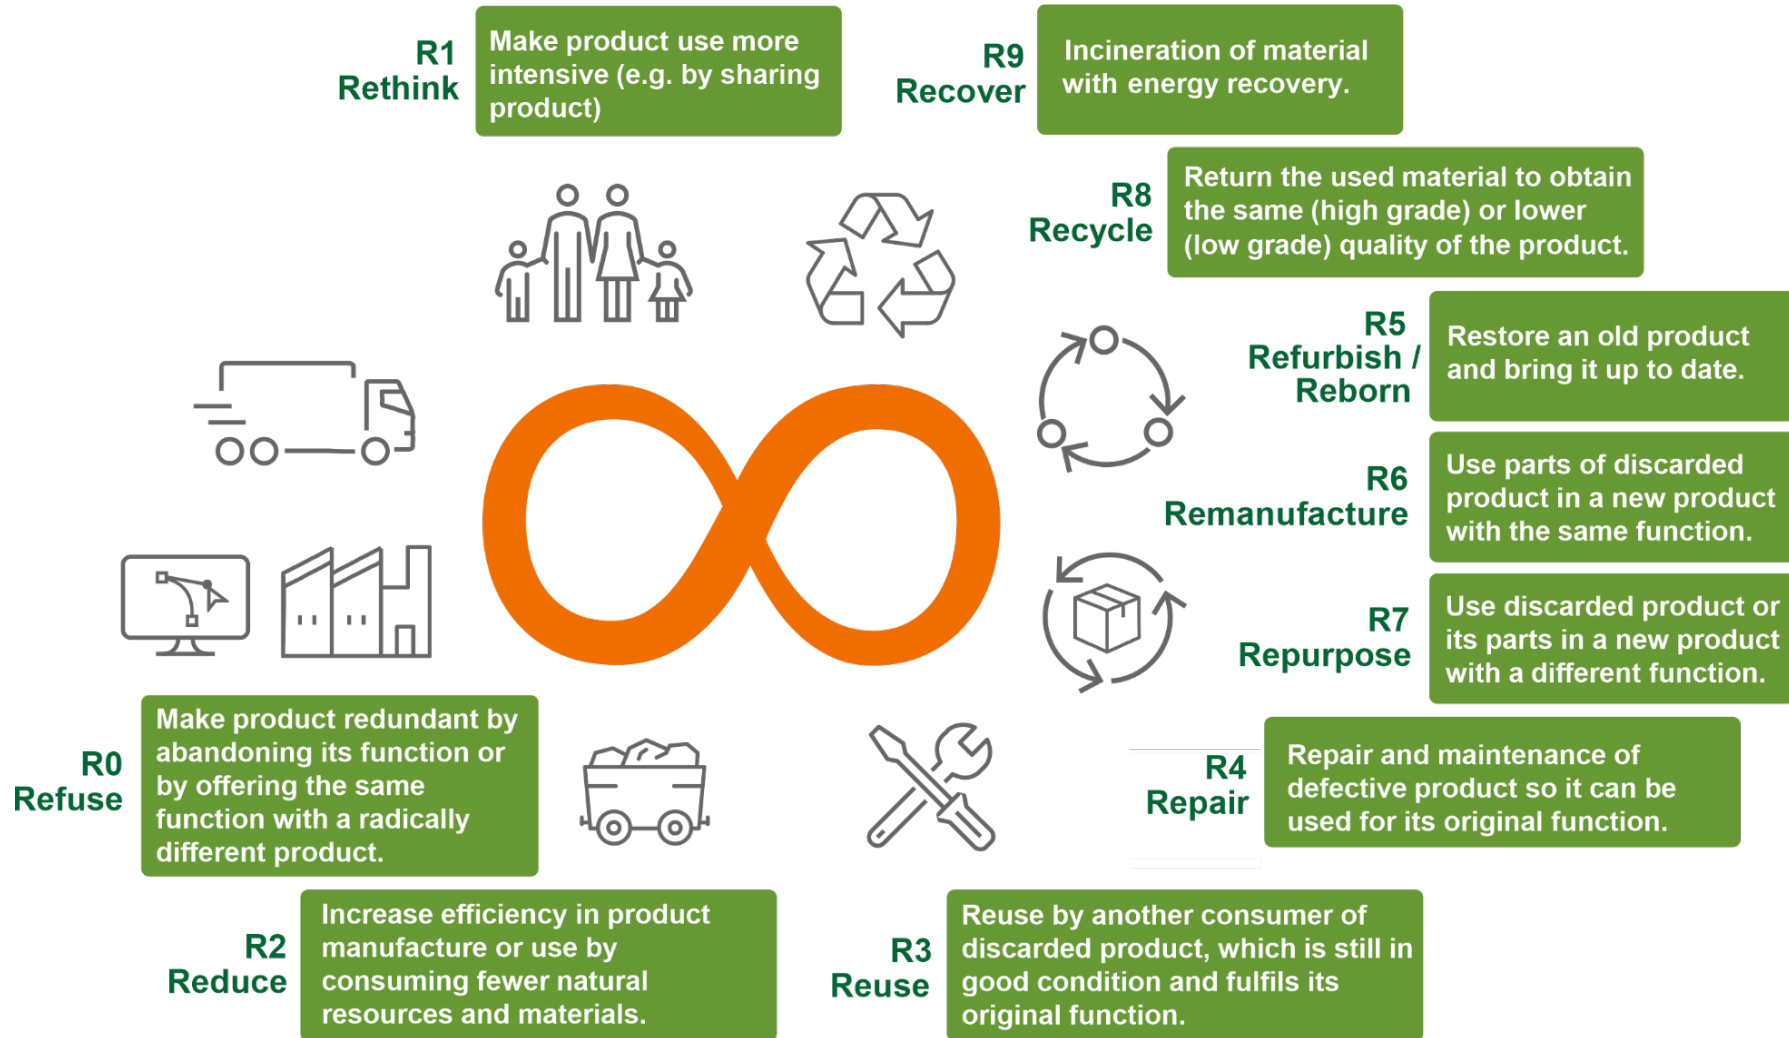 R1
Rethink
Make product use more
intensive (e.g. by sharing
product)
R9
Recover
Incineration of material
with energy recovery.
R8
Recycle
Return the used material to obtain
the same (high grade) or lower
(low grade) quality of the product.
R5
Refurbish /
Reborn
Restore an old product
and bring it up to date.
R6
Remanufacture
Use parts of discarded
product in a new product
with the same function.
R7
Repurpose
Use discarded product or
its parts in a new product
with a different function.
R0
Refuse
Make product redundant by
abandoning its function or
by offering the same
function with a radically
different product.
R4
Repair
Repair and maintenance of
defective product so it can be
used for its original function.
R2
Reduce
Increase efficiency in product
manufacture or use by
consuming fewer natural
resources and materials.
R3
Reuse
Reuse by another consumer of
discarded product, which is still in
good condition and fulfils its
original function.